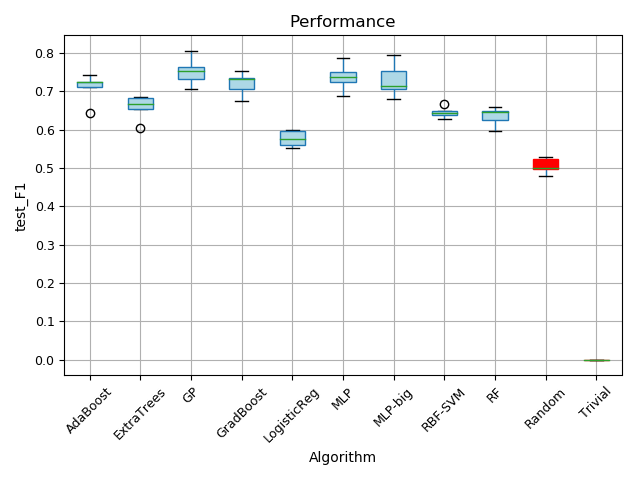 Performance
test_F1
0.8
0.7
0.6
0.5
0.4
0.3
0.2
0.1
0.0
AdaBoost
ExtraTrees
GP
GradBoost
LogisticReg
MLP
MLP-big
RBF-SVM
RF
Random
Trivial
Algorithm